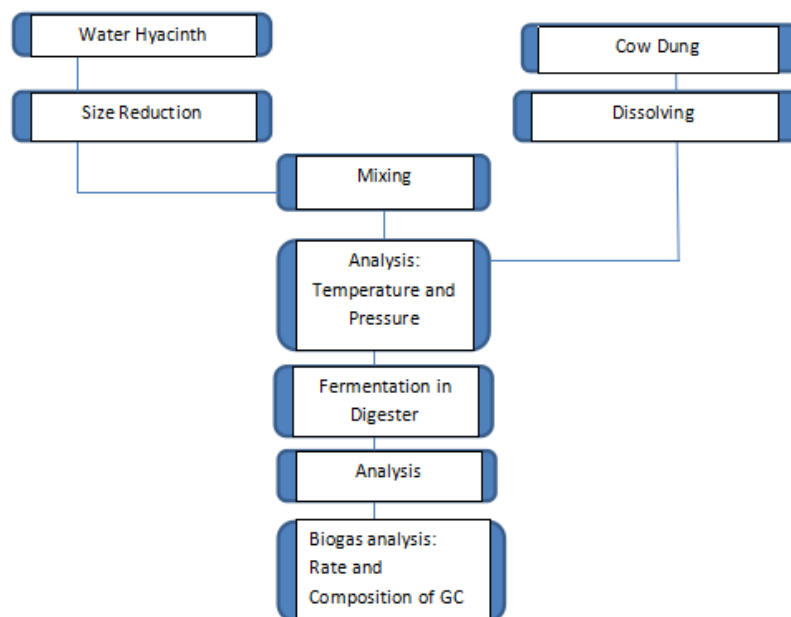 Water Hyacinth
Cow Dung
Size Reduction
Dissolving
Mixing
Analysis:
Temperature and
Pressure
Fermentation in
Digester
Analysis
Biogas analysis:
Rate and
Composition of GC